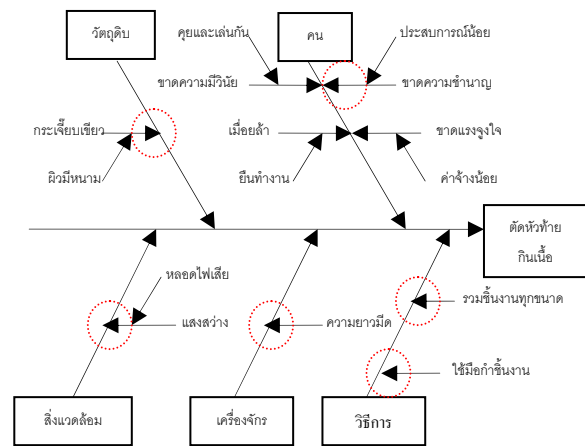 วัตถุดิบ
คุยและเล่นกัน
คน
ประสบการณ์น้อย
ขาดความมีวินัย
ขาดความชำนาญ
กระเจี๊ยบเขียว
เมื่อยล้า
ขาดแรงจูงใจ
ผิวมีหนาม
ยืนทำงาน
ค่าจ้างน้อย
ตัดหัวท้าย
กินเนื้อ
หลอดไฟเสีย
รวมชิ้นงานทุกขนาด
แสงสว่าง
ความยาวมีด
ใช้มือกำชิ้นงาน
สิ่งแวดล้อม
เครื่องจักร
วิธีการ